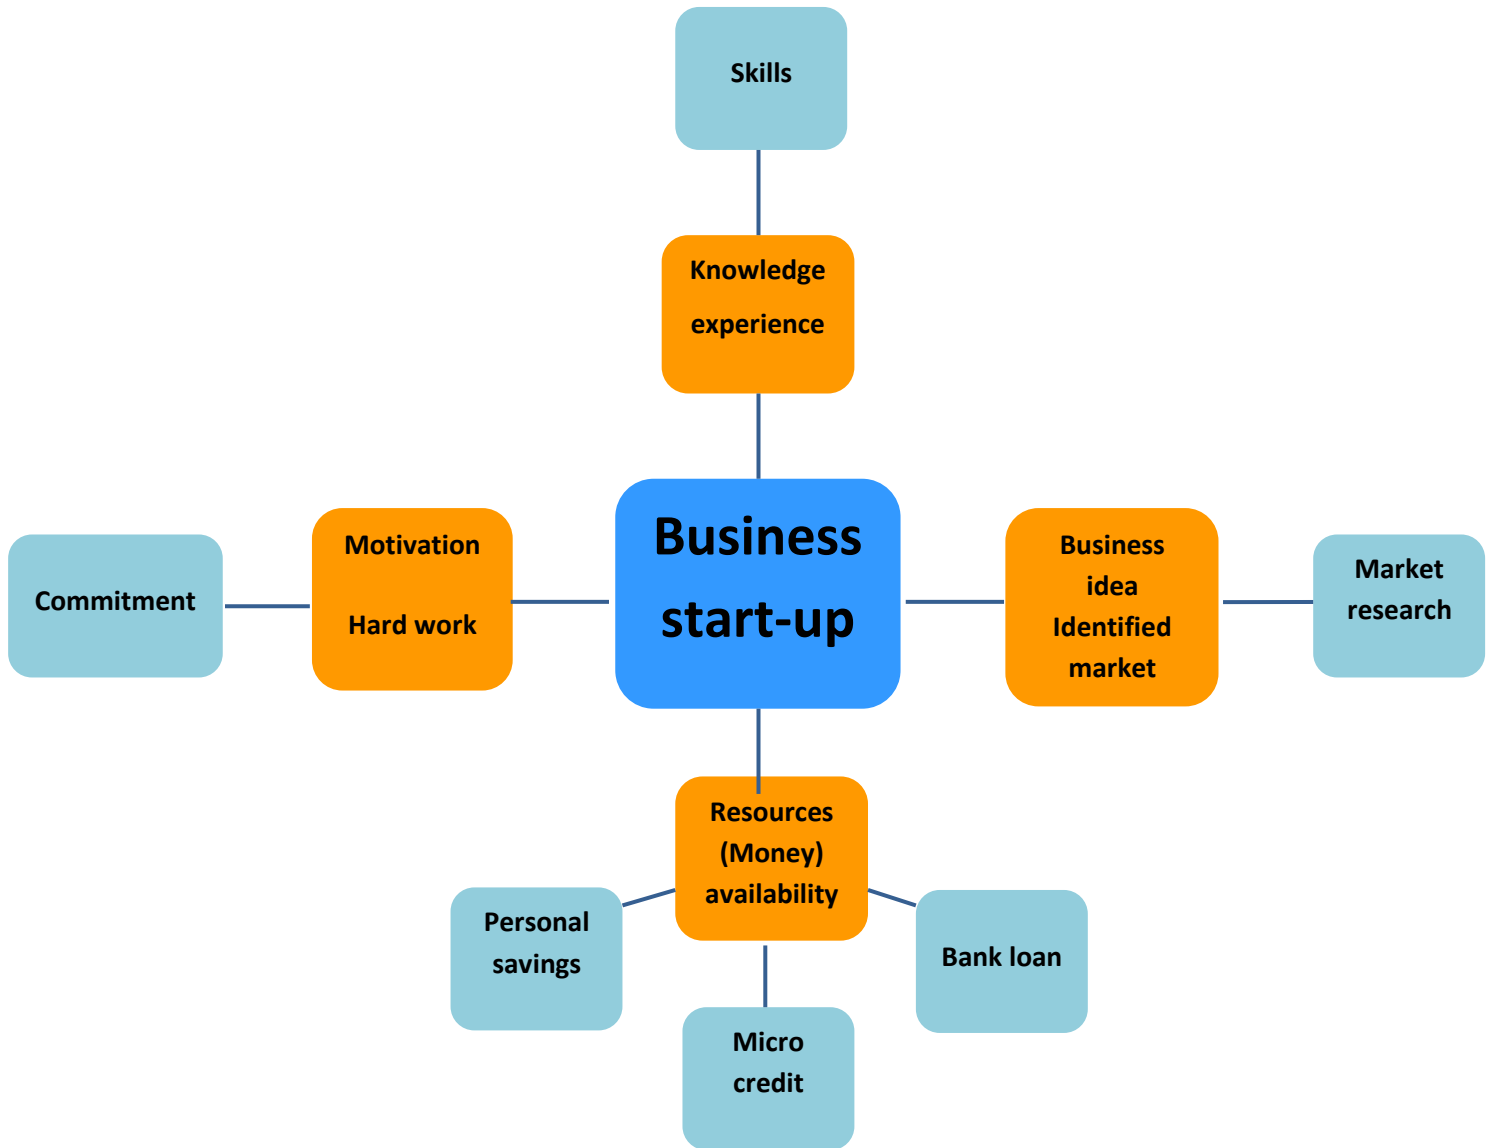 Skills
Knowledge
experience
Business
start-up
Motivation
Hard work
Commitment
Business
idea
Identified
market
Market
research
Resources
(Money)
availability
Personal
savings
Micro
credit
Bank loan